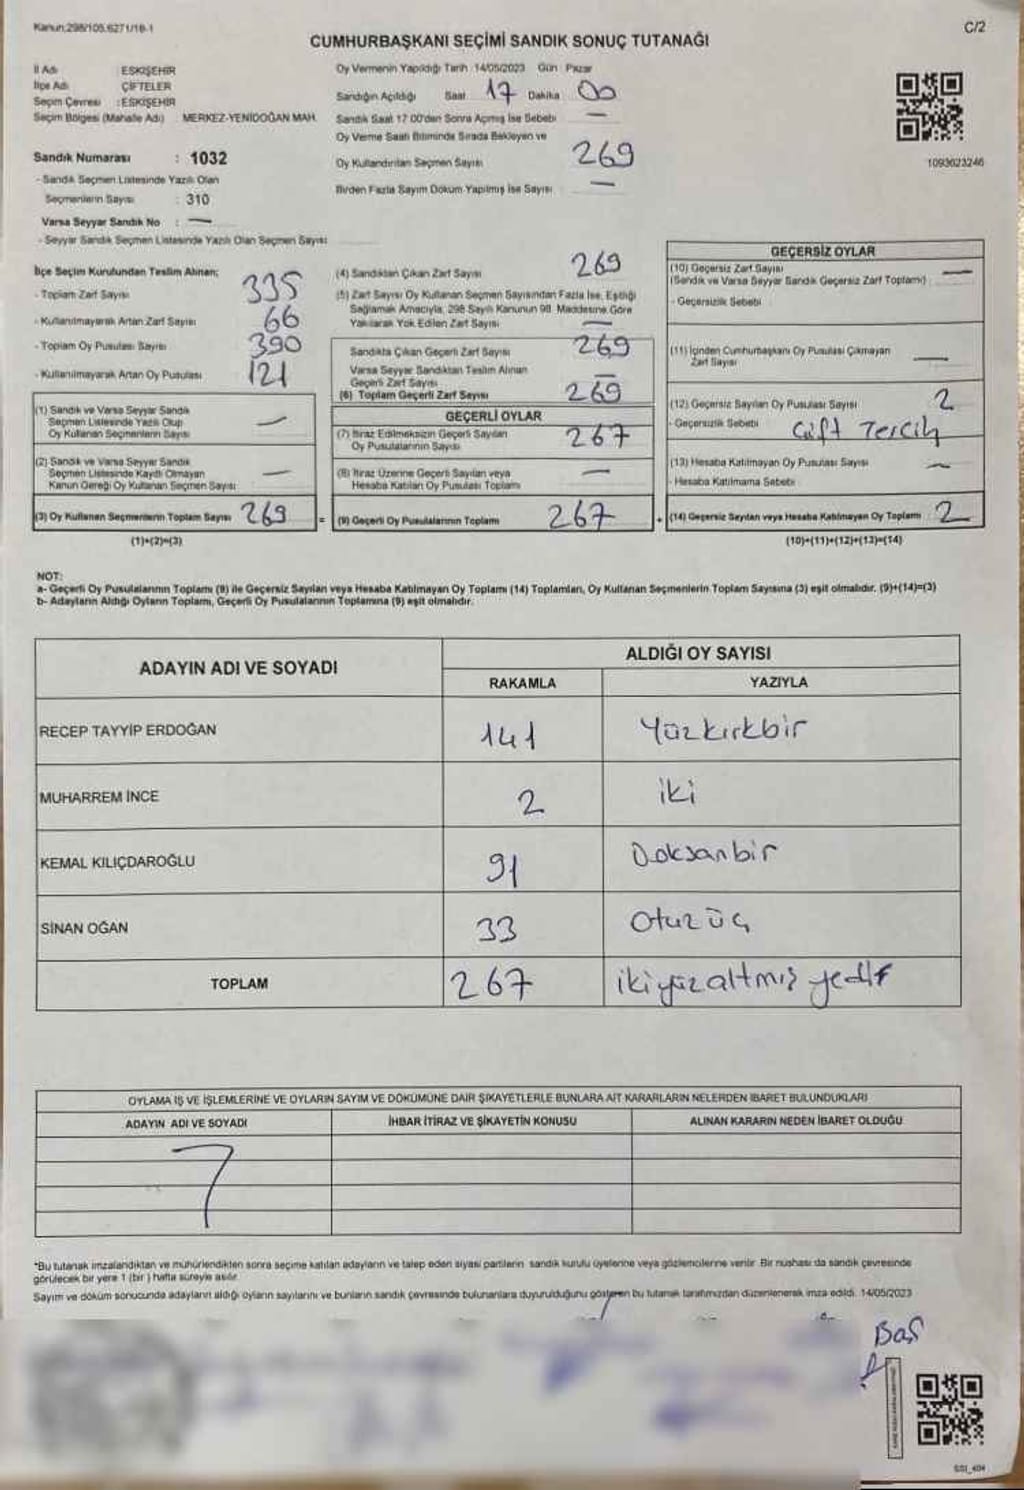 Kanun:298/105,6271/18-1
C/2
CUMHURBAŞKANI SEÇİMİ SANDIK SONUÇ TUTANAĞI
İl Adı : ESKİŞEHİR
İlçe Adı : ÇİFTELER
Seçim Çevresi : ESKİŞEHİR
Seçim Bölgesi (Mahalle Adı) MERKEZ-YENİDOĞAN MAH.
Sandık Numarası : 1032
- Sandık Seçmen Listesinde Yazılı Olan
Seçmenlerin Sayısı : 310
Varsa Seyyar Sandık No : —
- Seyyar Sandık Seçmen Listesinde Yazılı Olan Seçmen Sayısı
Oy Vermenin Yapıldığı Tarih :14/05/2023 Gün Pazar
Sandığın Açıldığı Saat 17 Dakika 00
Sandık Saat 17:00'den Sonra Açılmış İse Sebebi —
Oy Verme Saati Bitiminde Sırada Bekleyen ve
Oy Kullandırılan Seçmen Sayısı 269
Birden Fazla Sayım Döküm Yapılmış İse Sayısı —
1093623246
İlçe Seçim Kurulundan Teslim Alınan;
- Toplam Zarf Sayısı 335
- Kullanılmayarak Artan Zarf Sayısı 66
- Toplam Oy Pusulası Sayısı 390
- Kullanılmayarak Artan Oy Pusulası 121
(1) Sandık ve Varsa Seyyar Sandık
Seçmen Listesinde Yazılı Olup
Oy Kullanan Seçmenlerin Sayısı —
(2) Sandık ve Varsa Seyyar Sandık
Seçmen Listesinde Kaydı Olmayan
Kanun Gereği Oy Kullanan Seçmen Sayısı —
(3) Oy Kullanan Seçmenlerin Toplam Sayısı 269
(1)+(2)=(3)
(4) Sandıktan Çıkan Zarf Sayısı 269
(5) Zarf Sayısı Oy Kullanan Seçmen Sayısından Fazla İse, Eşitliği
Sağlamak Amacıyla, 298 Sayılı Kanunun 98. Maddesine Göre
Yakılarak Yok Edilen Zarf Sayısı —
Sandıkta Çıkan Geçerli Zarf Sayısı 269
Varsa Seyyar Sandıktan Teslim Alınan
Geçerli Zarf Sayısı —
(6) Toplam Geçerli Zarf Sayısı 269
GEÇERLİ OYLAR
(7) İtiraz Edilmeksizin Geçerli Sayılan
Oy Pusulalarının Sayısı 267
(8) İtiraz Üzerine Geçerli Sayılan veya
Hesaba Katılan Oy Pusulası Toplamı —
= (9) Geçerli Oy Pusulalarının Toplamı 267
GEÇERSİZ OYLAR
(10) Geçersiz Zarf Sayısı
(Sandık ve Varsa Seyyar Sandık Geçersiz Zarf Toplamı) —
- Geçersizlik Sebebi
(11) İçinden Cumhurbaşkanı Oy Pusulası Çıkmayan
Zarf Sayısı —
(12) Geçersiz Sayılan Oy Pusulası Sayısı 2
- Geçersizlik Sebebi Çift Tercih
(13) Hesaba Katılmayan Oy Pusulası Sayısı —
- Hesaba Katılmama Sebebi
+ (14) Geçersiz Sayılan veya Hesaba Katılmayan Oy Toplamı 2
(10)+(11)+(12)+(13)=(14)
NOT:
a- Geçerli Oy Pusulalarının Toplamı (9) ile Geçersiz Sayılan veya Hesaba Katılmayan Oy Toplamı (14) Toplamları, Oy Kullanan Seçmenlerin Toplam Sayısına (3) eşit olmalıdır. (9)+(14)=(3)
b- Adayların Aldığı Oyların Toplamı, Geçerli Oy Pusulalarının Toplamına (9) eşit olmalıdır.
ADAYIN ADI VE SOYADI ALDIĞI OY SAYISI
RAKAMLA YAZIYLA
RECEP TAYYİP ERDOĞAN 141 Yüzkırkbir
MUHARREM İNCE 2 iki
KEMAL KILIÇDAROĞLU 91 Doksanbir
SİNAN OĞAN 33 Otuzüç
TOPLAM 267 ikiyüzaltmış yedi
OYLAMA İŞ VE İŞLEMLERİNE VE OYLARIN SAYIM VE DÖKÜMÜNE DAİR ŞİKAYETLERLE BUNLARA AİT KARARLARIN NELERDEN İBARET BULUNDUKLARI
ADAYIN ADI VE SOYADI İHBAR İTİRAZ VE ŞİKAYETİN KONUSU ALINAN KARARIN NEDEN İBARET OLDUĞU
*Bu tutanak imzalandıktan ve mühürlendikten sonra seçime katılan adayların ve talep eden siyasi partilerin sandık kurulu üyelerine veya gözlemcilerine verilir. Bir nüshası da sandık çevresinde
görülecek bir yere 1 (bir ) hafta süreyle asılır.
Sayım ve döküm sonucunda adayların aldığı oyların sayılarını ve bunların sandık çevresinde bulunanlara duyurulduğunu gösteren bu tutanak tarafımızdan düzenlenerek imza edildi. 14/05/2023
Baş